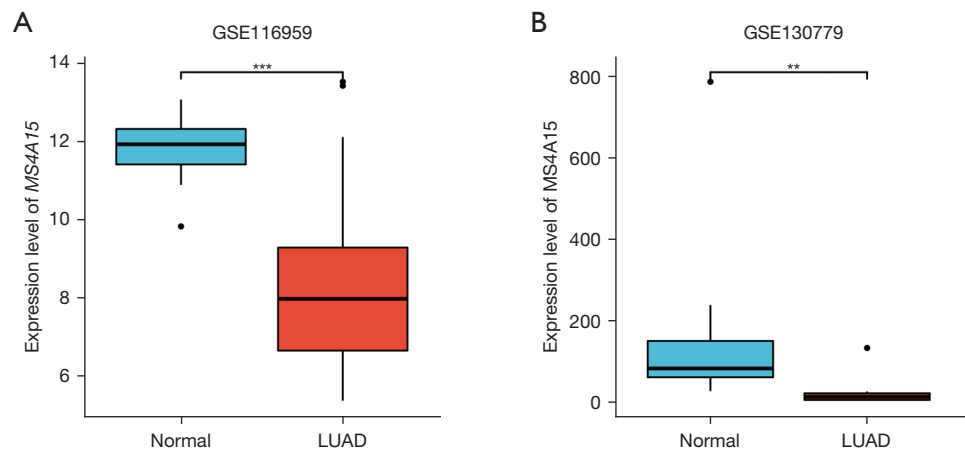 A
GSE116959
***
Expression level of MS4A15
14
12
10
8
6
Normal
LUAD
B
GSE130779
**
Expression level of MS4A15
800
600
400
200
0
Normal
LUAD